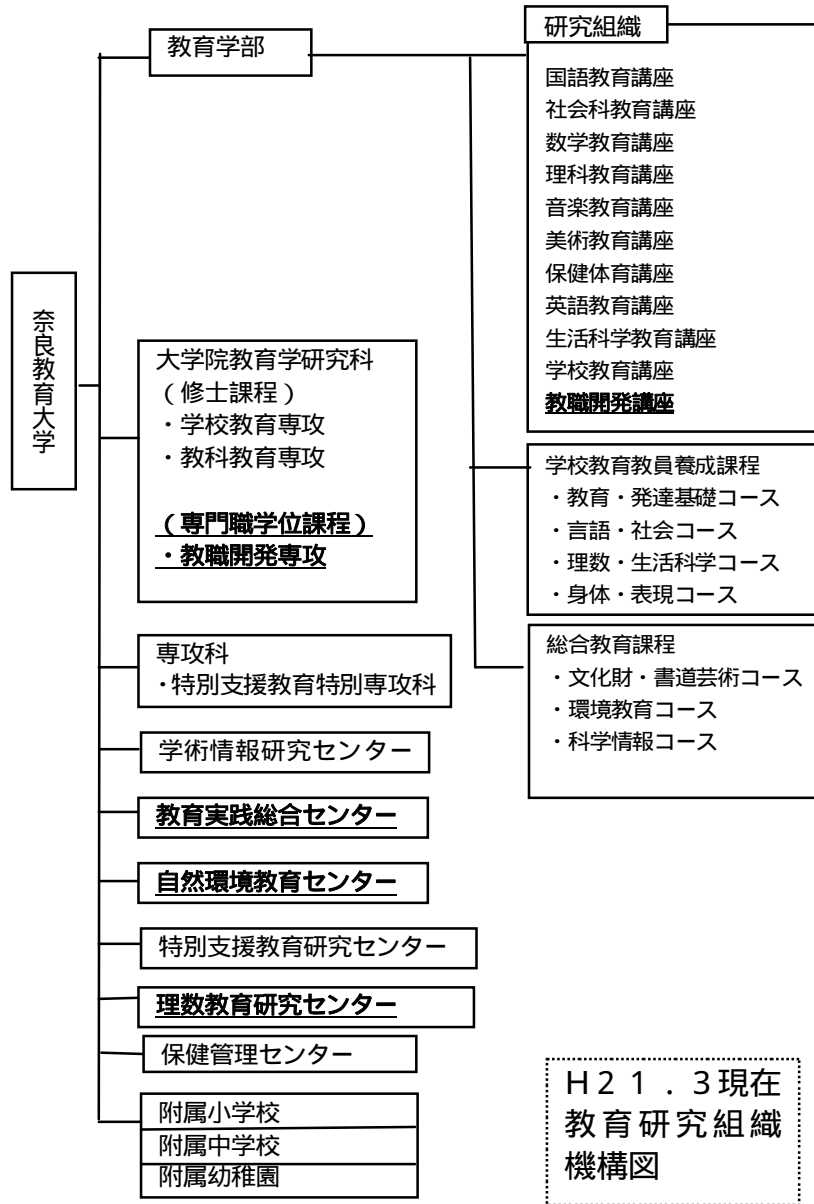 奈良教育大学
教育学部
研究組織
国語教育講座
社会科教育講座
数学教育講座
理科教育講座
音楽教育講座
美術教育講座
保健体育講座
英語教育講座
生活科学教育講座
学校教育講座
教職開発講座
学校教育教員養成課程
・教育・発達基礎コース
・言語・社会コース
・理数・生活科学コース
・身体・表現コース
総合教育課程
・文化財・書道芸術コース
・環境教育コース
・科学情報コース
大学院教育学研究科
(修士課程)
・学校教育専攻
・教科教育専攻
(専門職学位課程)
・教職開発専攻
専攻科
・特別支援教育特別専攻科
学術情報研究センター
教育実践総合センター
自然環境教育センター
特別支援教育研究センター
理数教育研究センター
保健管理センター
附属小学校
附属中学校
附属幼稚園
H21.3現在
教育研究組織
機構図